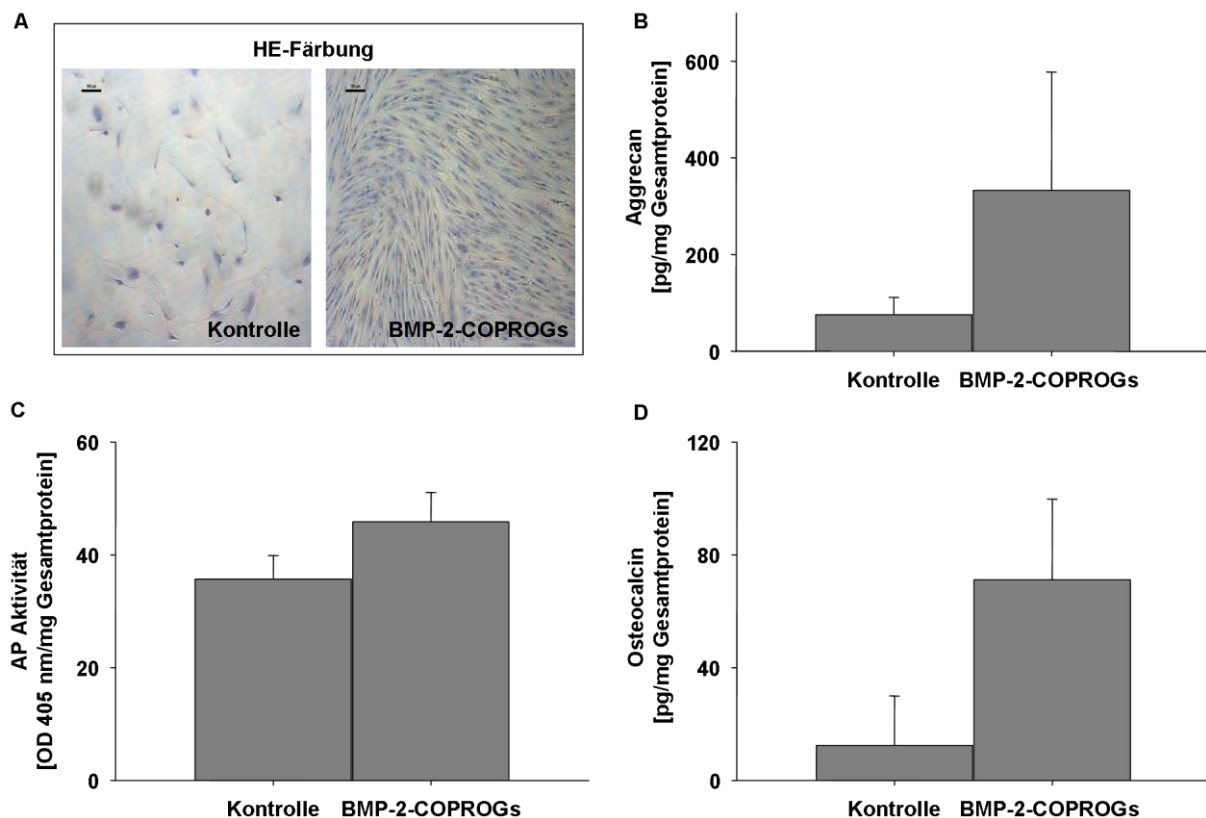 A
HE-Färbung
Kontrolle
BMP-2-COPROGs
B
Aggrecan
[pg/mg Gesamtprotein]
600
400
200
0
Kontrolle BMP-2-COPROGs
C
AP Aktivität
[OD 405 nm/mg Gesamtprotein]
60
40
20
0
Kontrolle BMP-2-COPROGs
D
Osteocalcin
[pg/mg Gesamtprotein]
120
80
40
0
Kontrolle BMP-2-COPROGs